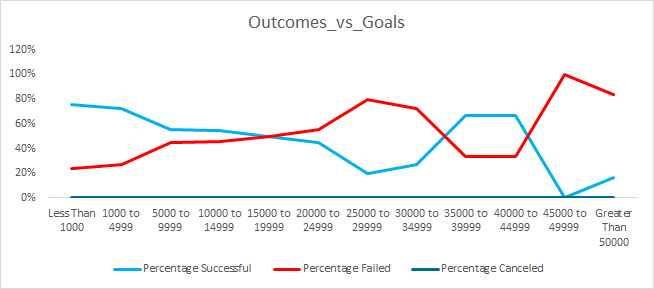 Outcomes_vs_Goals
120%
100%
80%
60%
40%
20%
0%
Less Than 1000 to 5000 to 10000 to 15000 to 20000 to 25000 to 30000 to 35000 to 40000 to 45000 to Greater
1000 4999 9999 14999 19999 24999 29999 34999 39999 44999 49999 Than
50000
Percentage Successful Percentage Failed Percentage Canceled